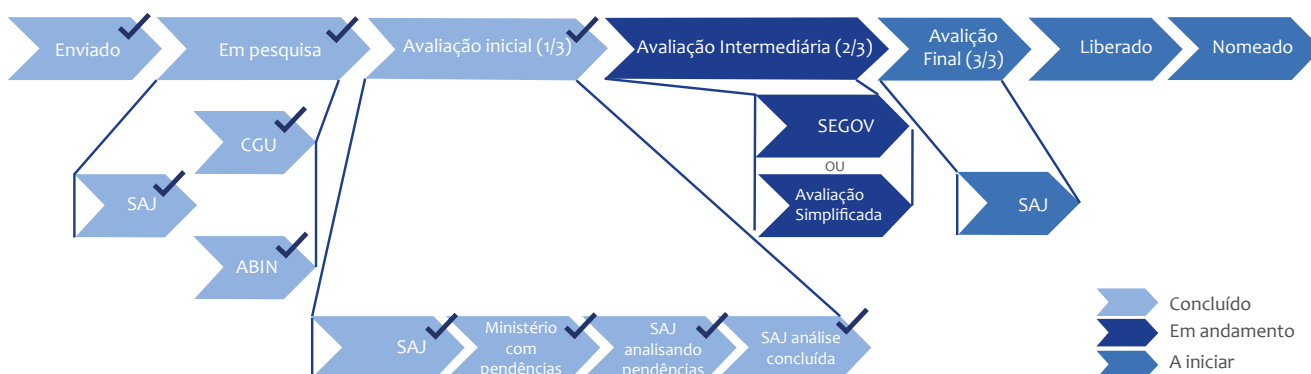 Enviado
Em pesquisa
Avaliação inicial (1/3)
Avaliação Intermediária (2/3)
Avalição
Final (3/3)
Liberado
Nomeado
CGU
SAJ
ABIN
SEGOV
OU
Avaliação
Simplificada
SAJ
SAJ
Ministério
com
pendências
SAJ
analisando
pendências
SAJ análise
concluída
Concluído
Em andamento
A iniciar